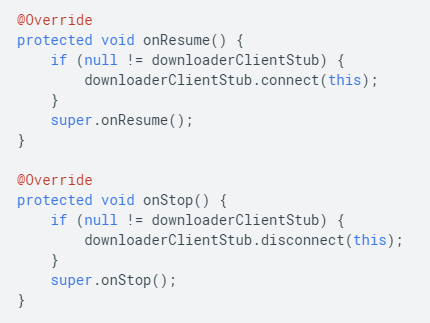 @Override
protected void onResume() {
    if (null != downloaderClientStub) {
        downloaderClientStub.connect(this);
    }
    super.onResume();
}

@Override
protected void onStop() {
    if (null != downloaderClientStub) {
        downloaderClientStub.disconnect(this);
    }
    super.onStop();
}